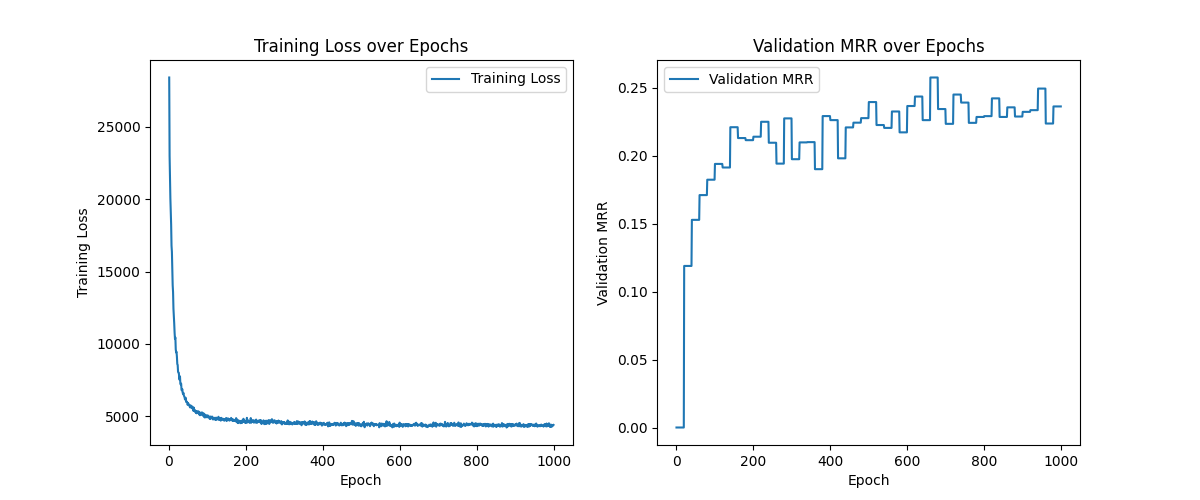 Training Loss over Epochs
Training Loss
25000
20000
15000
10000
5000
Training Loss
0 200 400 600 800 1000
Epoch
Validation MRR over Epochs
Validation MRR
0.25
0.20
0.15
0.10
0.05
0.00
Validation MRR
0 200 400 600 800 1000
Epoch